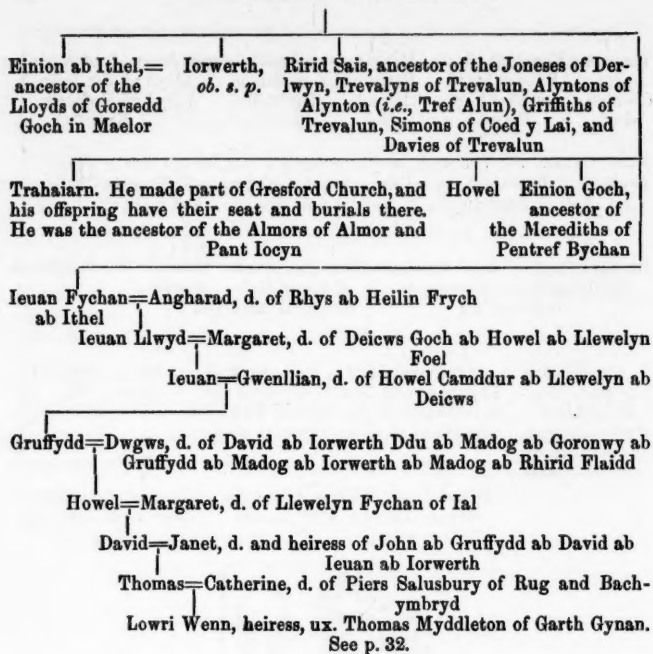 Einion ab Ithel,= Iorwerth, Ririd Sais, ancestor of the Joneses of Der-
ancestor of the ob. s. p. lwyn, Trevalyns of Trevalun, Alyntons of
Lloyds of Gorsedd Alynton (i.e., Tref Alun), Griffiths of
Goch in Maelor Trevalun, Simons of Coed y Lai, and
Davies of Trevalun
Trahaiarn. He made part of Gresford Church, and Howel Einion Goch,
his offspring have their seat and burials there. ancestor of
He was the ancestor of the Almors of Almor and the Merediths of
Pant Iocyn Pentref Bychan
Ieuan Fychan=Angharad, d. of Rhys ab Heilin Frych
ab Ithel
Ieuan Llwyd=Margaret, d. of Deicws Goch ab Howel ab Llewelyn
Foel
Ieuan=Gwenllian, d. of Howel Camddur ab Llewelyn ab
Deicws
Gruffydd=Dwgws, d. of David ab Iorwerth Ddu ab Madog ab Goronwy ab
Gruffydd ab Madog ab Iorwerth ab Madog ab Rhirid Flaidd
Howel=Margaret, d. of Llewelyn Fychan of Ial
David=Janet, d. and heiress of John ab Gruffydd ab David ab
Ieuan ab Iorwerth
Thomas=Catherine, d. of Piers Salusbury of Rug and Bach-
ymbryd
Lowri Wenn, heiress, ux. Thomas Myddleton of Garth Gynan.
See p. 32.